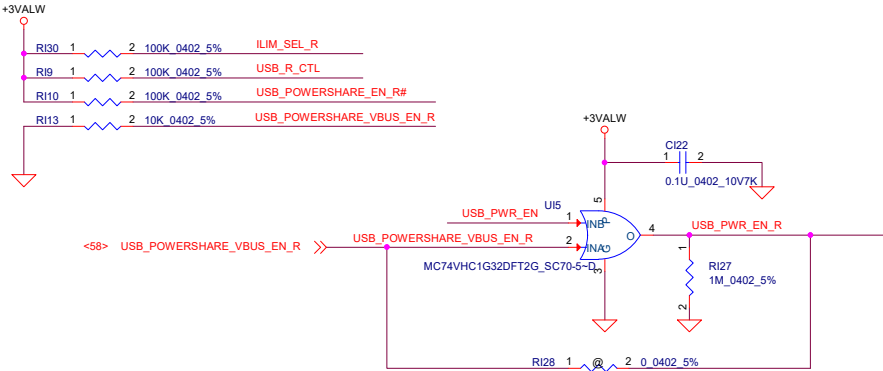 +3VALW
RI30 1 2 100K_0402_5% ILIM_SEL_R
RI9 1 2 100K_0402_5% USB_R_CTL
RI10 1 2 100K_0402_5% USB_POWERSHARE_EN_R#
RI13 1 2 10K_0402_5% USB_POWERSHARE_VBUS_EN_R
+3VALW
CI22
1 2
0.1U_0402_10V7K
UI5
5
P
USB_PWR_EN 1 INB
4 USB_PWR_EN_R
O
<58> USB_POWERSHARE_VBUS_EN_R USB_POWERSHARE_VBUS_EN_R 2 INA
G
3
MC74VHC1G32DFT2G_SC70-5~D
1
RI27
1M_0402_5%
2
RI28 1 @ 2 0_0402_5%